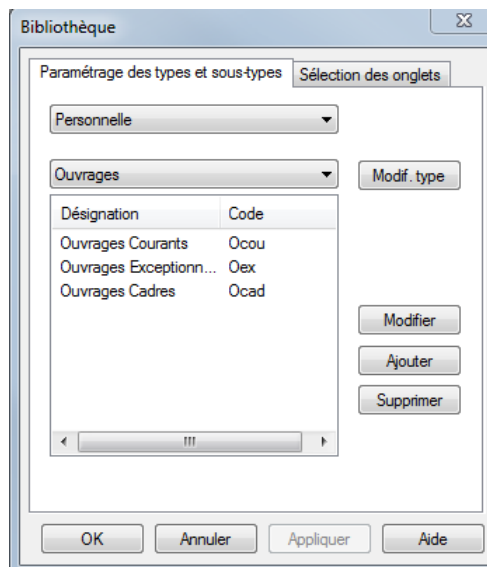 Bibliothèque
Paramétrage des types et sous-types Sélection des onglets
Personnelle
Ouvrages Modif. type
Désignation Code
Ouvrages Courants Ocou
Ouvrages Exceptionn... Oex
Ouvrages Cadres Ocad
Modifier
Ajouter
Supprimer
OK Annuler Appliquer Aide